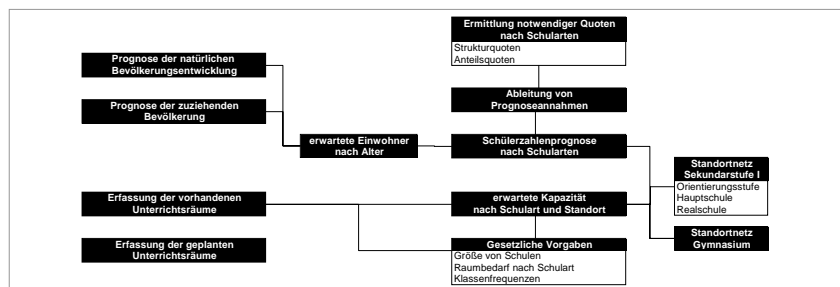 Ermittlung notwendiger Quoten
nach Schularten
Strukturquoten
Anteilsquoten
Prognose der natürlichen
Bevölkerungsentwicklung
Ableitung von
Prognoseannahmen
Prognose der zuziehenden
Bevölkerung
erwartete Einwohner
nach Alter
Schülerzahlenprognose
nach Schularten
Standortnetz
Sekundarstufe I
Orientierungsstufe
Hauptschule
Realschule
Erfassung der vorhandenen
Unterrichtsräume
erwartete Kapazität
nach Schulart und Standort
Standortnetz
Gymnasium
Erfassung der geplanten
Unterrichtsräume
Gesetzliche Vorgaben
Größe von Schulen
Raumbedarf nach Schulart
Klassenfrequenzen